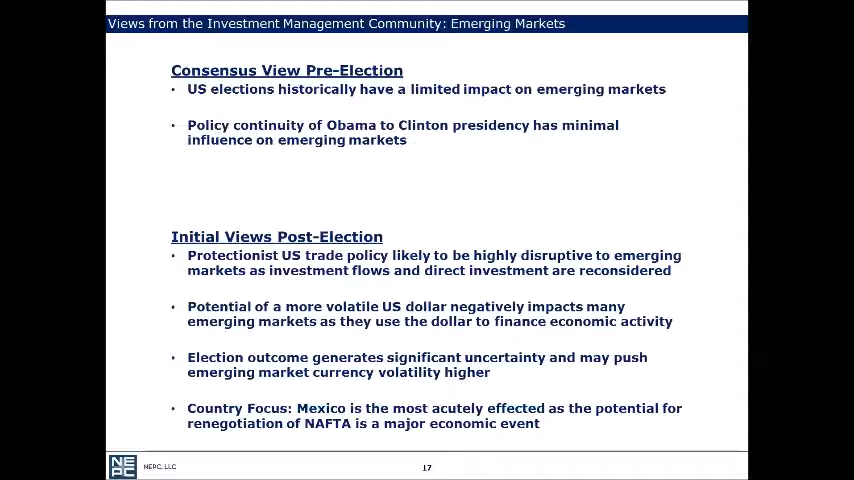 Views from the Investment Management Community: Emerging Markets
Consensus View Pre-Election
• US elections historically have a limited impact on emerging markets
• Policy continuity of Obama to Clinton presidency has minimal
influence on emerging markets
Initial Views Post-Election
• Protectionist US trade policy likely to be highly disruptive to emerging
markets as investment flows and direct investment are reconsidered
• Potential of a more volatile US dollar negatively impacts many
emerging markets as they use the dollar to finance economic activity
• Election outcome generates significant uncertainty and may push
emerging market currency volatility higher
• Country Focus: Mexico is the most acutely effected as the potential for
renegotiation of NAFTA is a major economic event
NE
PC
NEPC, LLC
17